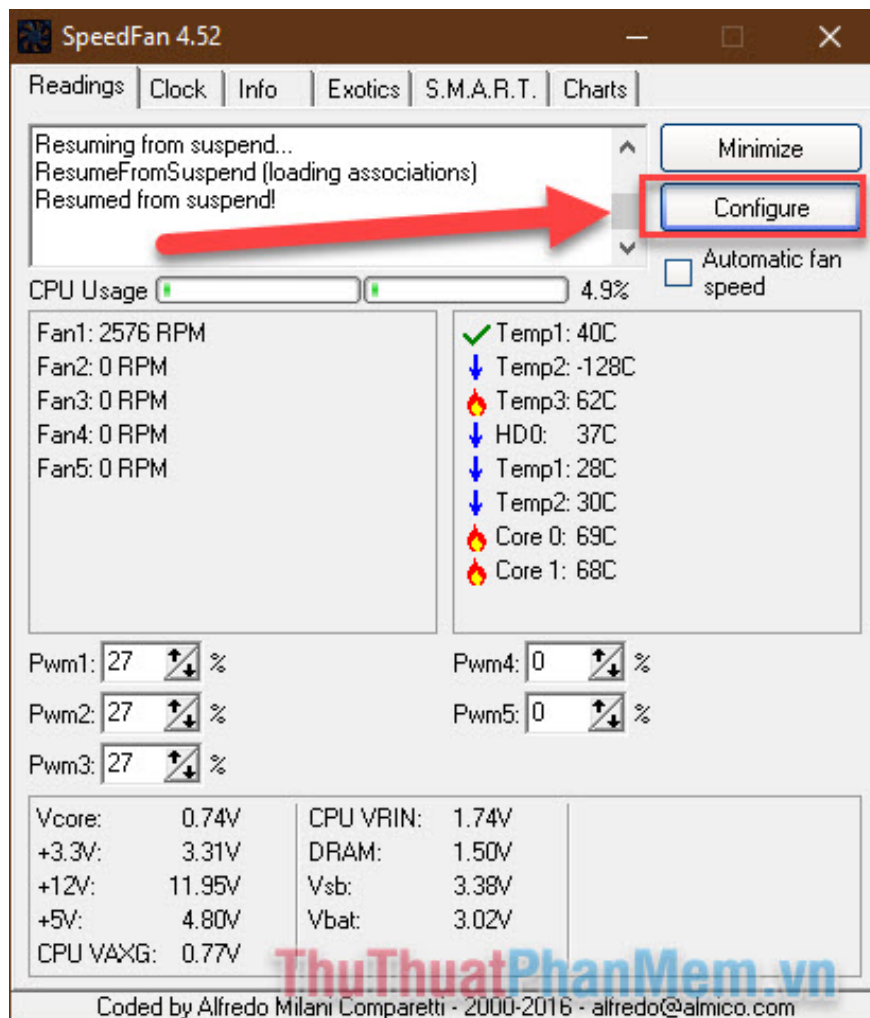 SpeedFan 4.52
Readings Clock Info Exotics S.M.A.R.T. Charts
Resuming from suspend...
ResumeFromSuspend (loading associations)
Resumed from suspend!
Minimize
Configure
Automatic fan
speed
CPU Usage 4.9%
Fan1: 2576 RPM
Fan2: 0 RPM
Fan3: 0 RPM
Fan4: 0 RPM
Fan5: 0 RPM
Temp1: 40C
Temp2: -128C
Temp3: 62C
HD0: 37C
Temp1: 28C
Temp2: 30C
Core 0: 69C
Core 1: 68C
Pwm1: 27 %
Pwm2: 27 %
Pwm3: 27 %
Pwm4: 0 %
Pwm5: 0 %
Vcore: 0.74V
+3.3V: 3.31V
+12V: 11.95V
+5V: 4.80V
CPU VAXG: 0.77V
CPU VRIN: 1.74V
DRAM: 1.50V
Vsb: 3.38V
Vbat: 3.02V
ThuThuatPhanMem.vn
Coded by Alfredo Milani Comparetti - 2000-2016 - alfredo@almico.com